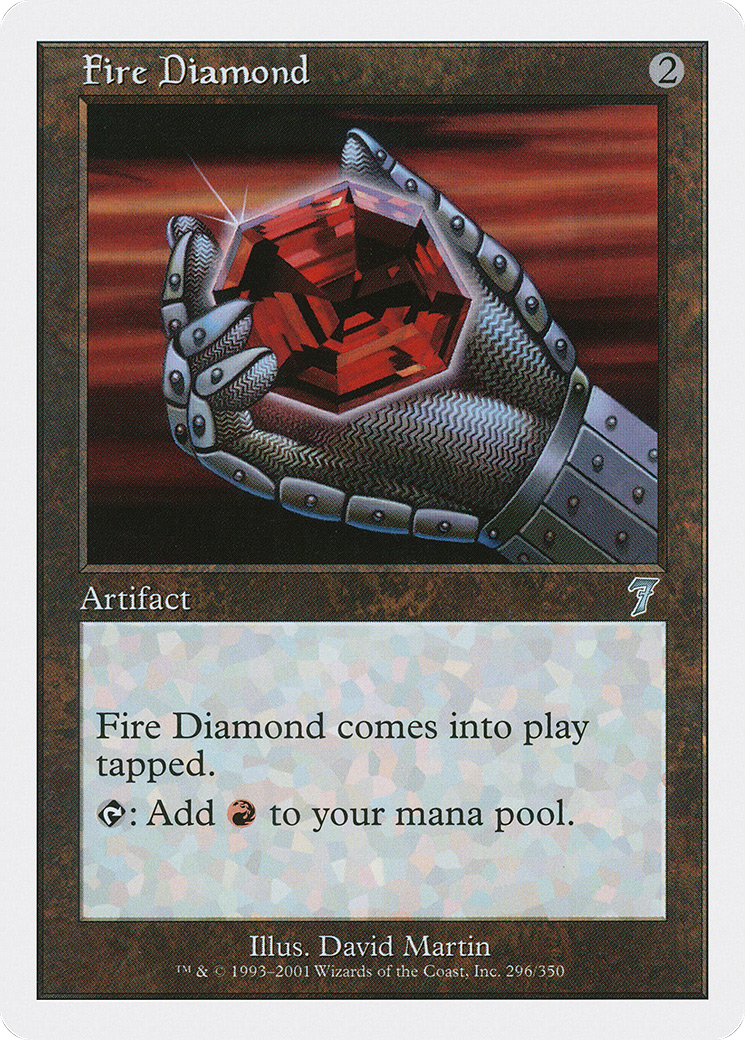 Fire Diamond 2
Artifact 7
Fire Diamond comes into play
tapped.
: Add to your mana pool.
Illus. David Martin
™ & © 1993–2001 Wizards of the Coast, Inc. 296/350